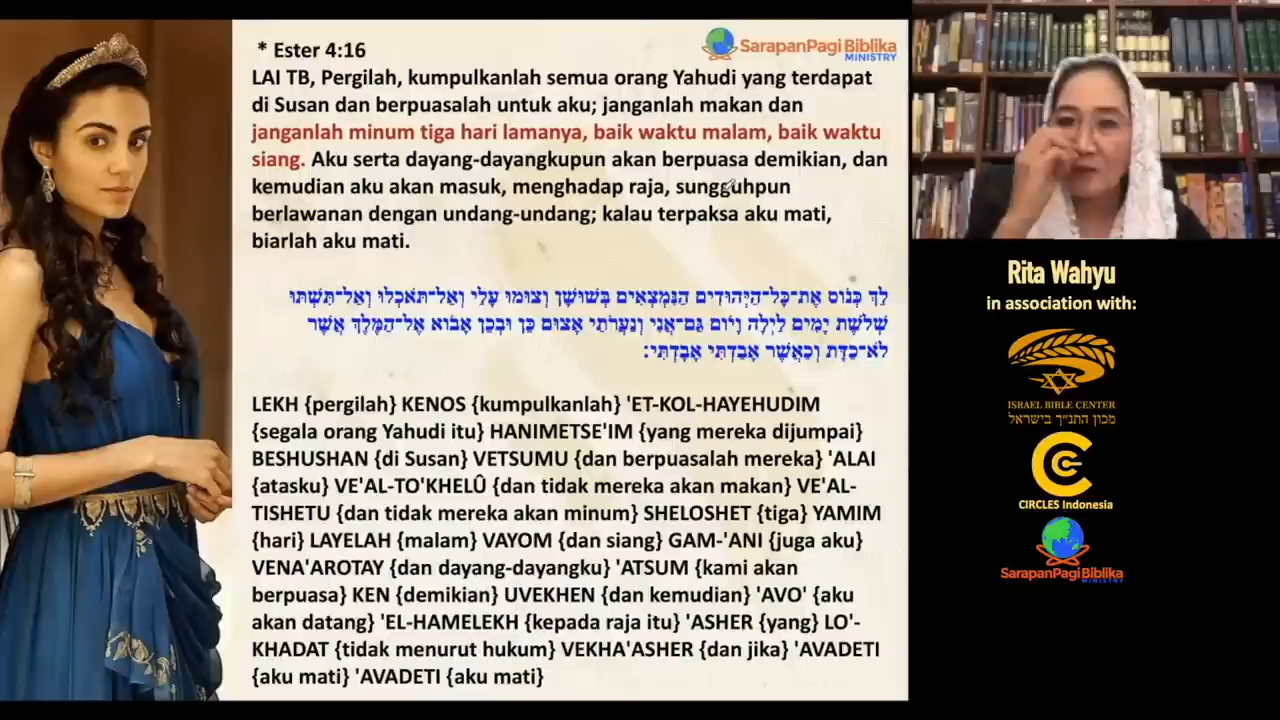 * Ester 4:16
SarapanPagi Biblika
MINISTRY
LAI TB, Pergilah, kumpulkanlah semua orang Yahudi yang terdapat
di Susan dan berpuasalah untuk aku; janganlah makan dan
janganlah minum tiga hari lamanya, baik waktu malam, baik waktu
siang. Aku serta dayang-dayangkupun akan berpuasa demikian, dan
kemudian aku akan masuk, menghadap raja, sungguhpun
berlawanan dengan undang-undang; kalau terpaksa aku mati,
biarlah aku mati.
לֵךְ כְּנוֹס אֶת־כָּל־הַיְּהוּדִים הַנִּמְצְאִים בְּשׁוּשָׁן וְצוּמוּ עָלַי וְאַל־תֹּאכְלוּ וְאַל־תִּשְׁתּוּ
שְׁלֹשֶׁת יָמִים לַיְלָה וָיוֹם גַּם־אֲנִי וְנַעֲרֹתַי אָצוּם כֵּן וּבְכֵן אָבוֹא אֶל־הַמֶּלֶךְ אֲשֶׁר
לֹא־כַדָּת וְכַאֲשֶׁר אָבַדְתִּי אָבָדְתִּי׃
LEKH {pergilah} KENOS {kumpulkanlah} 'ET-KOL-HAYEHUDIM
{segala orang Yahudi itu} HANIMETSE'IM {yang mereka dijumpai}
BESHUSHAN {di Susan} VETSUMU {dan berpuasalah mereka} 'ALAI
{atasku} VE'AL-TO'KHELÛ {dan tidak mereka akan makan} VE'AL-
TISHETU {dan tidak mereka akan minum} SHELOSHET {tiga} YAMIM
{hari} LAYELAH {malam} VAYOM {dan siang} GAM-'ANI {juga aku}
VENA'AROTAY {dan dayang-dayangku} 'ATSUM {kami akan
berpuasa} KEN {demikian} UVEKHEN {dan kemudian} 'AVO' {aku
akan datang} 'EL-HAMELEKH {kepada raja itu} 'ASHER {yang} LO'-
KHADAT {tidak menurut hukum} VEKHA'ASHER {dan jika} 'AVADETI
{aku mati} 'AVADETI {aku mati}
Rita Wahyu
in association with:
ISRAEL BIBLE CENTER
מכון התנ"ך בישראל
CIRCLES Indonesia
SarapanPagi Biblika
MINISTRY